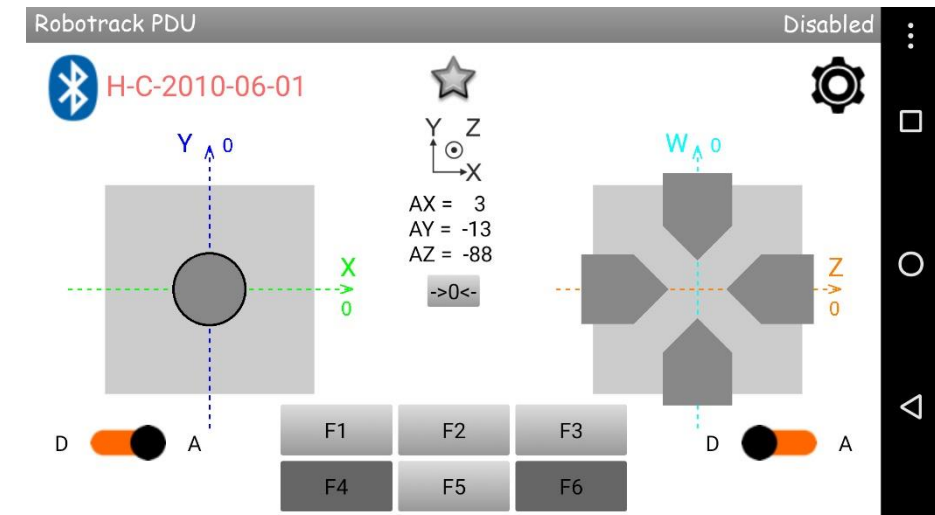 Robotrack PDU Disabled
H-C-2010-06-01
Y Z
X
Y 0
W 0
AX = 3
AY = -13
AZ = -88
X
0
->0<-
Z
0
D A
F1 F2 F3
D A
F4 F5 F6